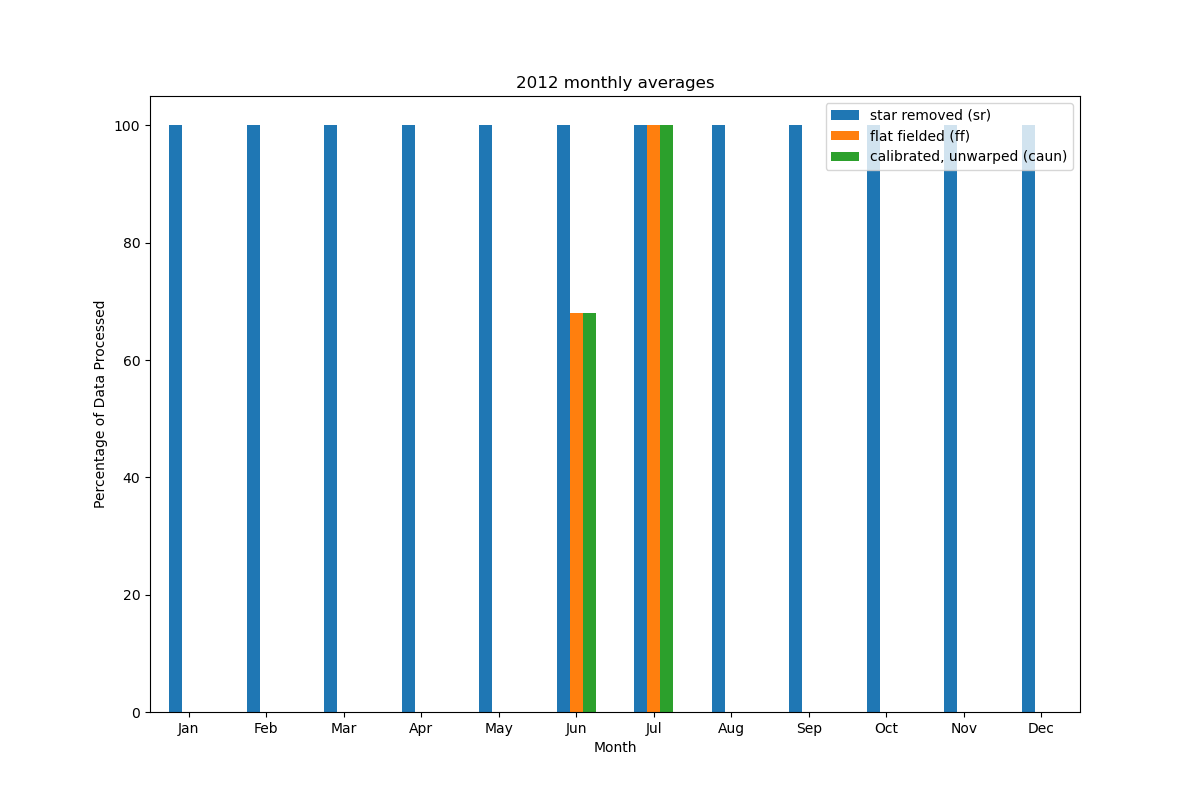 2012 monthly averages
star removed (sr)
flat fielded (ff)
calibrated, unwarped (caun)
100
80
60
40
20
0
Percentage of Data Processed
Jan Feb Mar Apr May Jun Jul Aug Sep Oct Nov Dec
Month